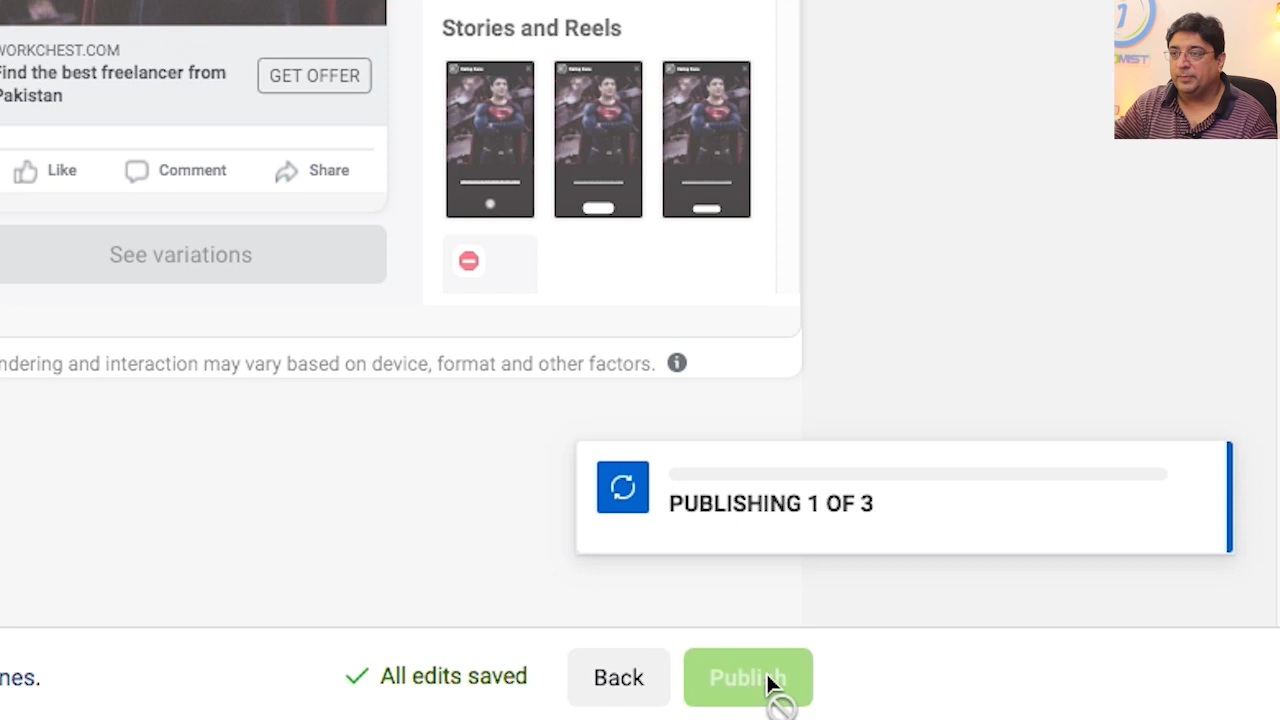 WORKCHEST.COM
Find the best freelancer from
Pakistan
GET OFFER
Like
Comment
Share
See variations
Stories and Reels
ndering and interaction may vary based on device, format and other factors.
PUBLISHING 1 OF 3
nes.
All edits saved
Back
Publish